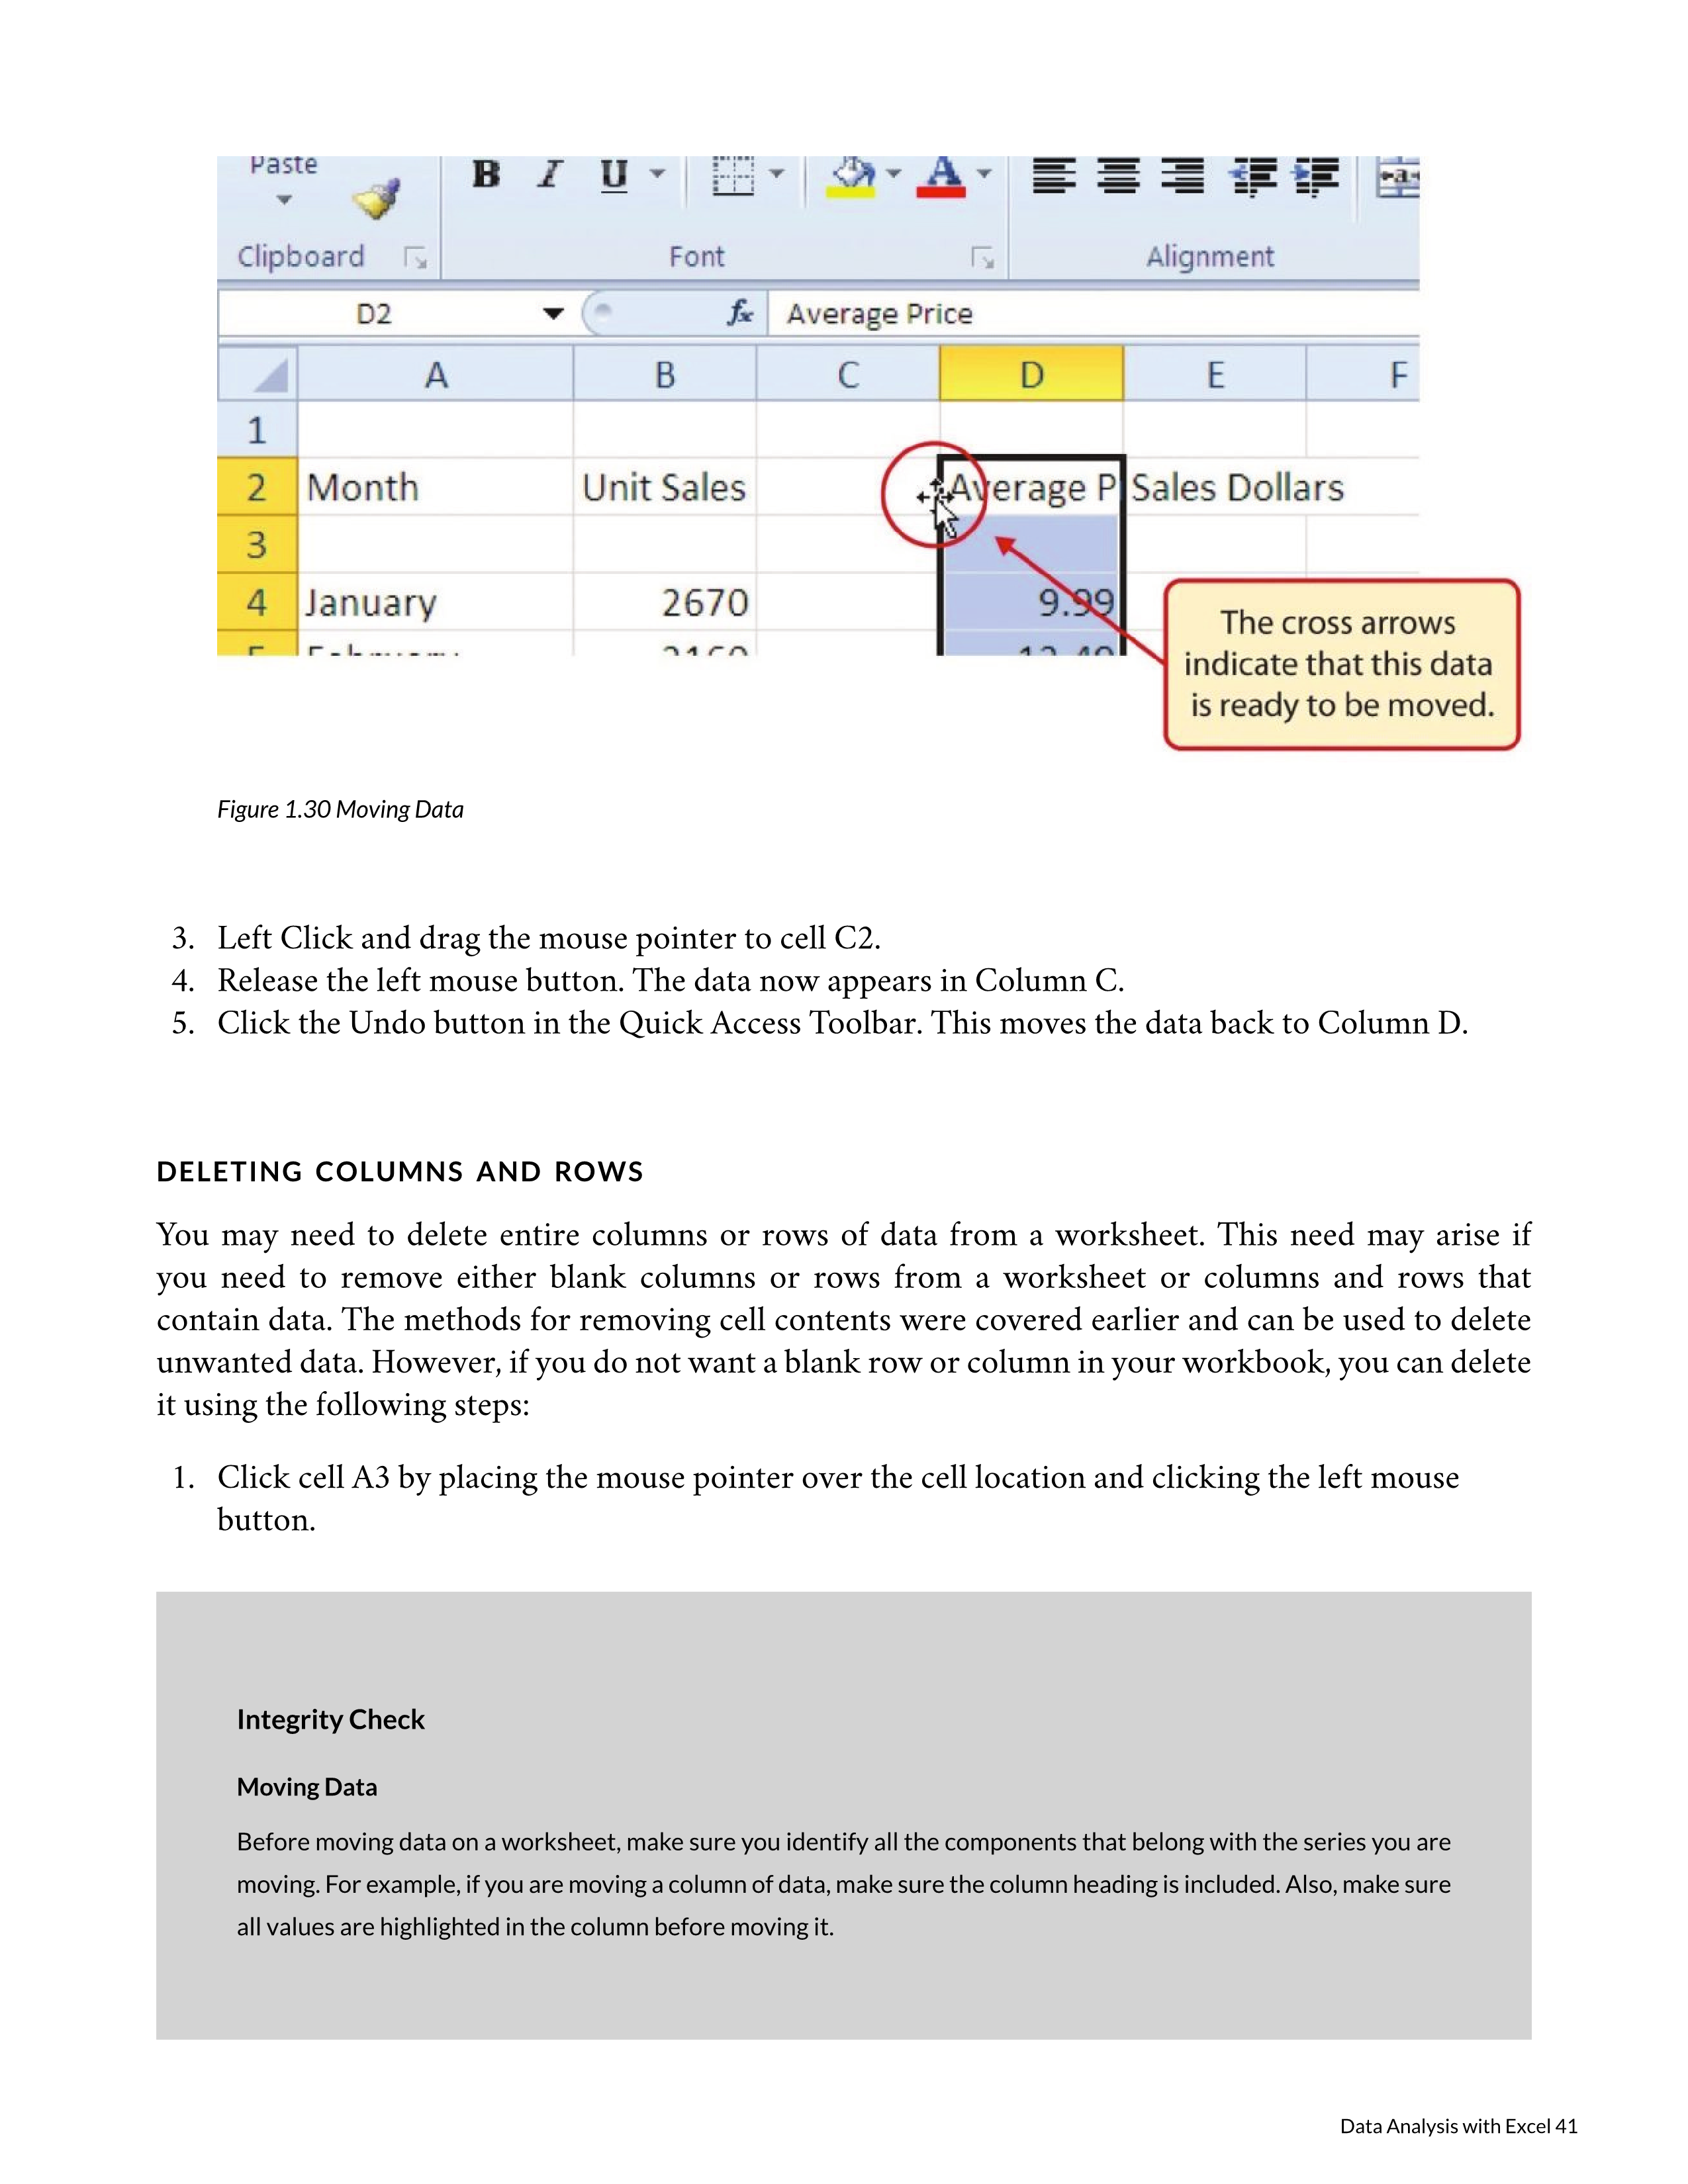 Paste
B I U A a
Clipboard Font Alignment
D2 fx Average Price
A B C D E F
1
2 Month Unit Sales Average P Sales Dollars
3
4 January 2670 9.99
5 February 2160 12.49
The cross arrows
indicate that this data
is ready to be moved.
Figure 1.30 Moving Data
3. Left Click and drag the mouse pointer to cell C2.
4. Release the left mouse button. The data now appears in Column C.
5. Click the Undo button in the Quick Access Toolbar. This moves the data back to Column D.
DELETING COLUMNS AND ROWS
You may need to delete entire columns or rows of data from a worksheet. This need may arise if
you need to remove either blank columns or rows from a worksheet or columns and rows that
contain data. The methods for removing cell contents were covered earlier and can be used to delete
unwanted data. However, if you do not want a blank row or column in your workbook, you can delete
it using the following steps:
1. Click cell A3 by placing the mouse pointer over the cell location and clicking the left mouse
button.
Integrity Check
Moving Data
Before moving data on a worksheet, make sure you identify all the components that belong with the series you are
moving. For example, if you are moving a column of data, make sure the column heading is included. Also, make sure
all values are highlighted in the column before moving it.
Data Analysis with Excel 41